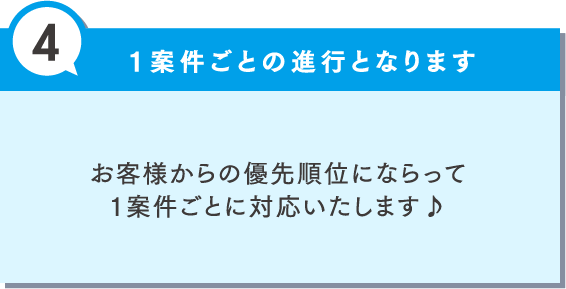 4
1案件ごとの進行となります
お客様からの優先順位にならって
1案件ごとに対応いたします♪